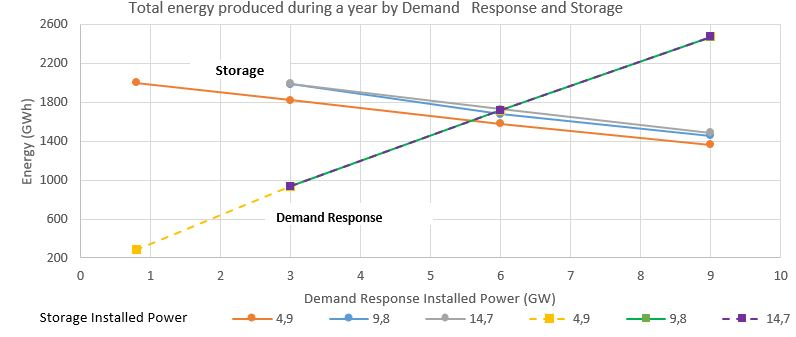 Total energy produced during a year by Demand Response and Storage
2600
2200
1800
1400
1000
600
200
Energy (GWh)
Storage
Demand Response
0 1 2 3 4 5 6 7 8 9 10
Demand Response Installed Power (GW)
Storage Installed Power 4,9 9,8 14,7 4,9 9,8 14,7